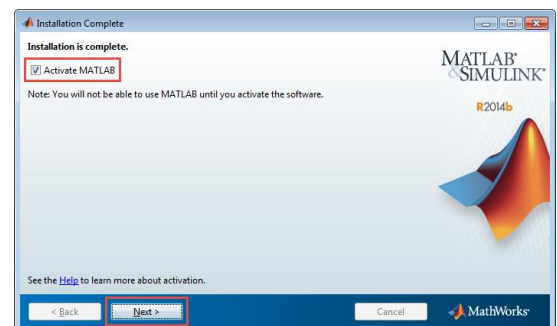 Installation Complete
Installation is complete.
Activate MATLAB
Note: You will not be able to use MATLAB until you activate the software.
MATLAB®
&SIMULINK®
R2014b
See the Help to learn more about activation.
< Back
Next >
Cancel
MathWorks®